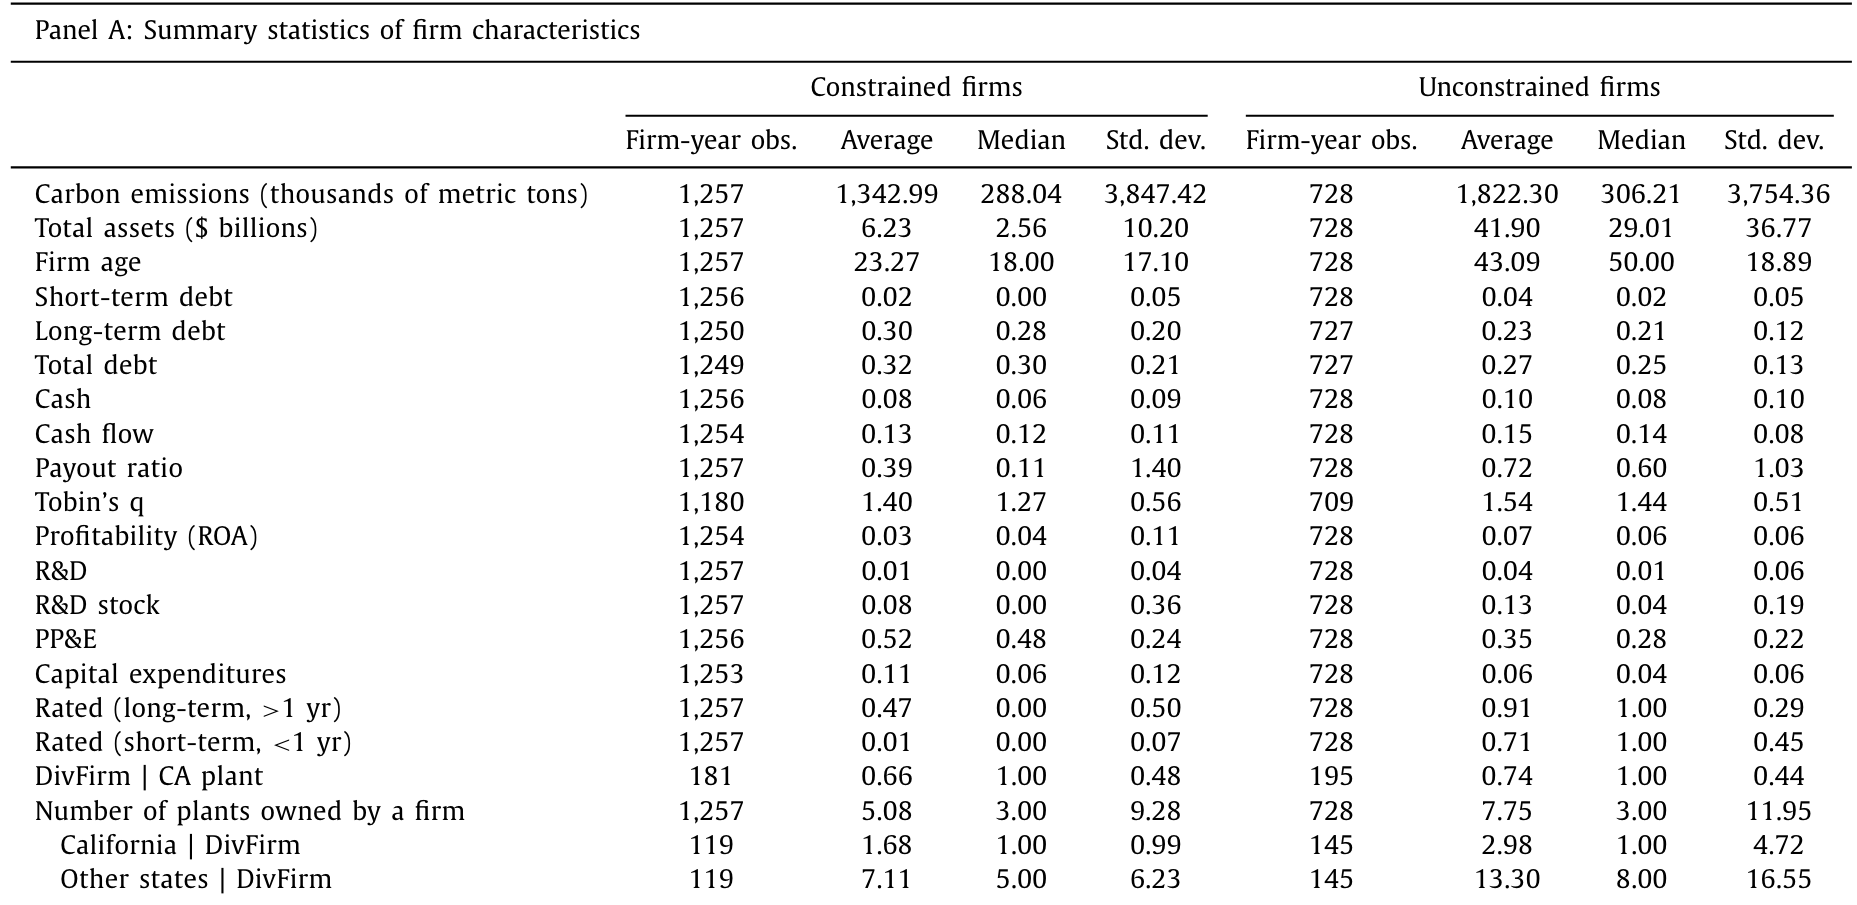 Panel A: Summary statistics of firm characteristics
Constrained firms Unconstrained firms
Firm-year obs. Average Median Std. dev. Firm-year obs. Average Median Std. dev.
Carbon emissions (thousands of metric tons) 1,257 1,342.99 288.04 3,847.42 728 1,822.30 306.21 3,754.36
Total assets ($ billions) 1,257 6.23 2.56 10.20 728 41.90 29.01 36.77
Firm age 1,257 23.27 18.00 17.10 728 43.09 50.00 18.89
Short-term debt 1,256 0.02 0.00 0.05 728 0.04 0.02 0.05
Long-term debt 1,250 0.30 0.28 0.20 727 0.23 0.21 0.12
Total debt 1,249 0.32 0.30 0.21 727 0.27 0.25 0.13
Cash 1,256 0.08 0.06 0.09 728 0.10 0.08 0.10
Cash flow 1,254 0.13 0.12 0.11 728 0.15 0.14 0.08
Payout ratio 1,257 0.39 0.11 1.40 728 0.72 0.60 1.03
Tobin's q 1,180 1.40 1.27 0.56 709 1.54 1.44 0.51
Profitability (ROA) 1,254 0.03 0.04 0.11 728 0.07 0.06 0.06
R&D 1,257 0.01 0.00 0.04 728 0.04 0.01 0.06
R&D stock 1,257 0.08 0.00 0.36 728 0.13 0.04 0.19
PP&E 1,256 0.52 0.48 0.24 728 0.35 0.28 0.22
Capital expenditures 1,253 0.11 0.06 0.12 728 0.06 0.04 0.06
Rated (long-term, >1 yr) 1,257 0.47 0.00 0.50 728 0.91 1.00 0.29
Rated (short-term, <1 yr) 1,257 0.01 0.00 0.07 728 0.71 1.00 0.45
DivFirm | CA plant 181 0.66 1.00 0.48 195 0.74 1.00 0.44
Number of plants owned by a firm 1,257 5.08 3.00 9.28 728 7.75 3.00 11.95
California | DivFirm 119 1.68 1.00 0.99 145 2.98 1.00 4.72
Other states | DivFirm 119 7.11 5.00 6.23 145 13.30 8.00 16.55